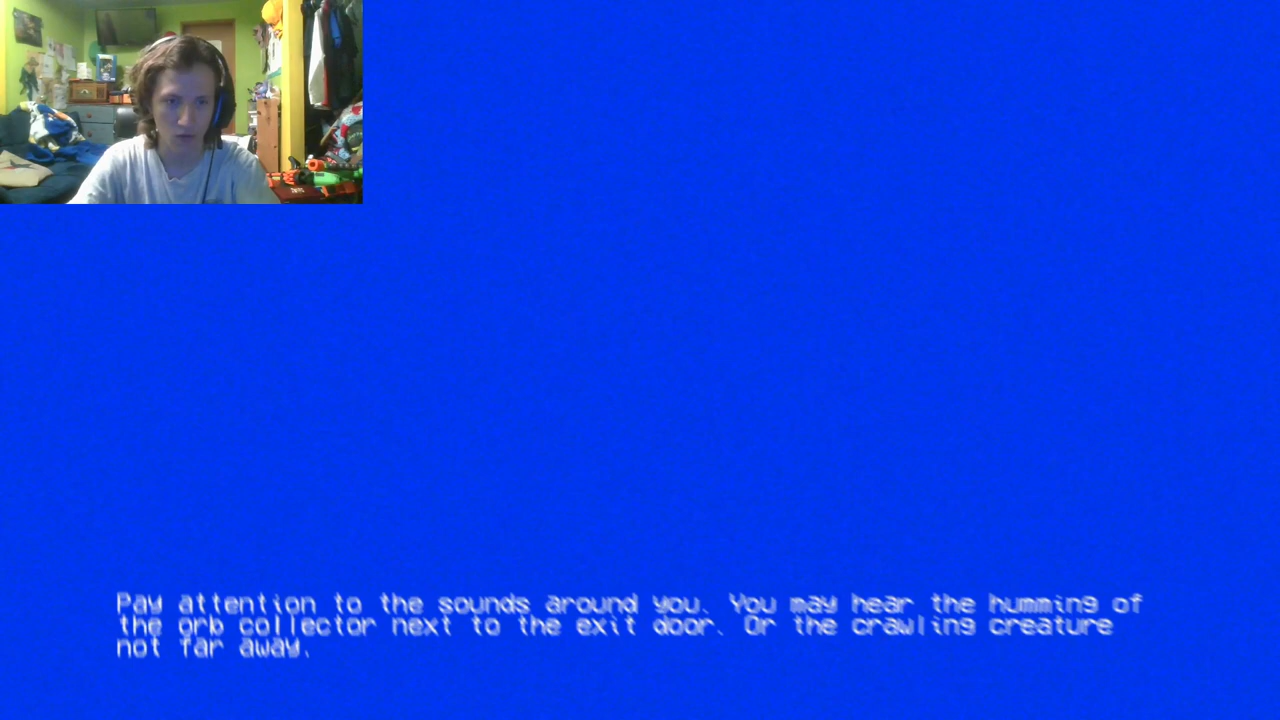 Pay attention to the sounds around you. You may hear the humming of
the orb collector next to the exit door. Or the crawling creature
not far away.